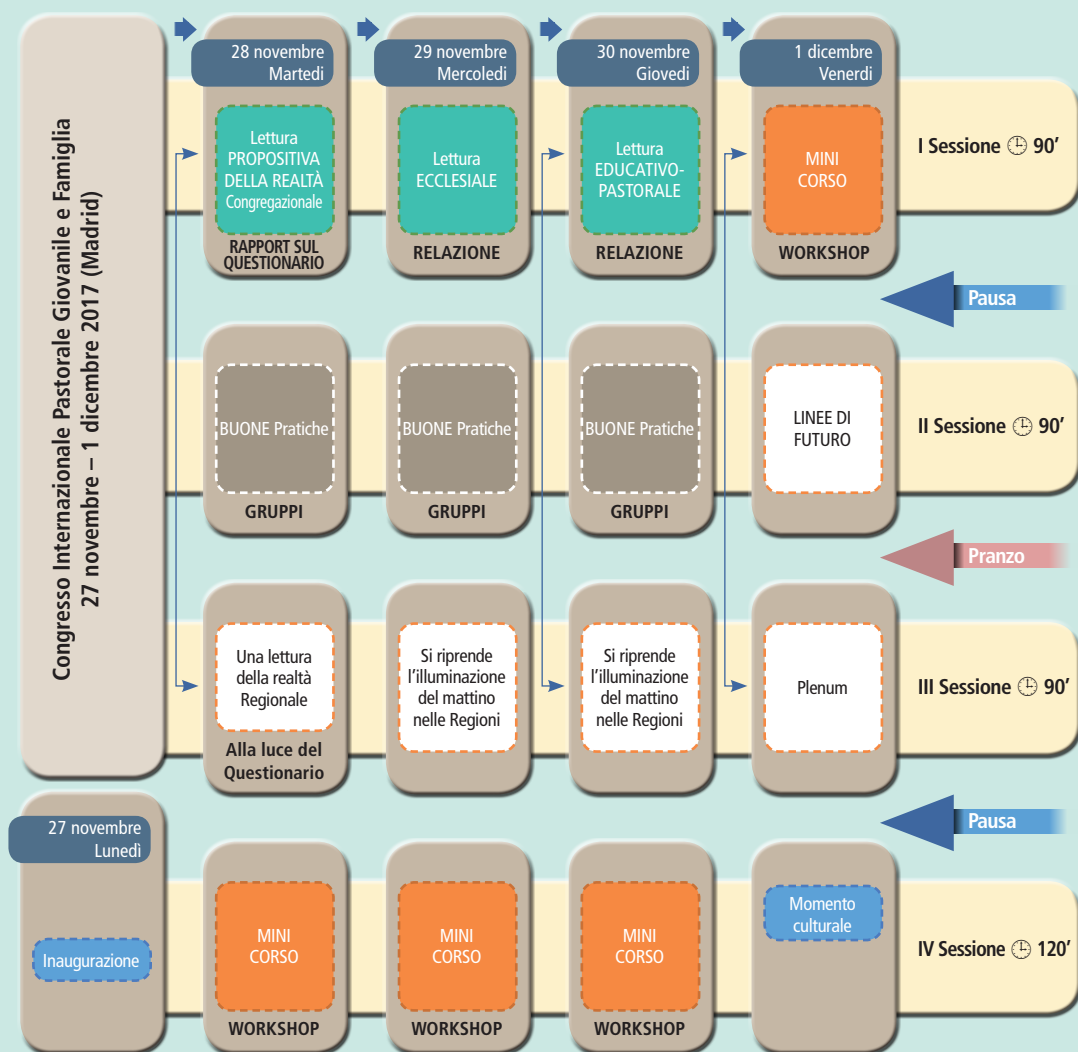 Congresso Internazionale Pastorale Giovanile e Famiglia
27 novembre – 1 dicembre 2017 (Madrid)
28 novembre
Martedi
29 novembre
Mercoledi
30 novembre
Giovedi
1 dicembre
Venerdi
Lettura
PROPOSITIVA
DELLA REALTÀ
Congregazionale
RAPPORT SUL
QUESTIONARIO
Lettura
ECCLESIALE
RELAZIONE
Lettura
EDUCATIVO-
PASTORALE
RELAZIONE
MINI
CORSO
WORKSHOP
I Sessione 90’
Pausa
BUONE Pratiche
GRUPPI
BUONE Pratiche
GRUPPI
BUONE Pratiche
GRUPPI
LINEE DI
FUTURO
II Sessione 90’
Pranzo
Una lettura
della realtà
Regionale
Alla luce del
Questionario
Si riprende
l’illuminazione
del mattino
nelle Regioni
Si riprende
l’illuminazione
del mattino
nelle Regioni
Plenum
III Sessione 90’
Pausa
27 novembre
Lunedì
Inaugurazione
MINI
CORSO
WORKSHOP
MINI
CORSO
WORKSHOP
MINI
CORSO
WORKSHOP
Momento
culturale
IV Sessione 120’